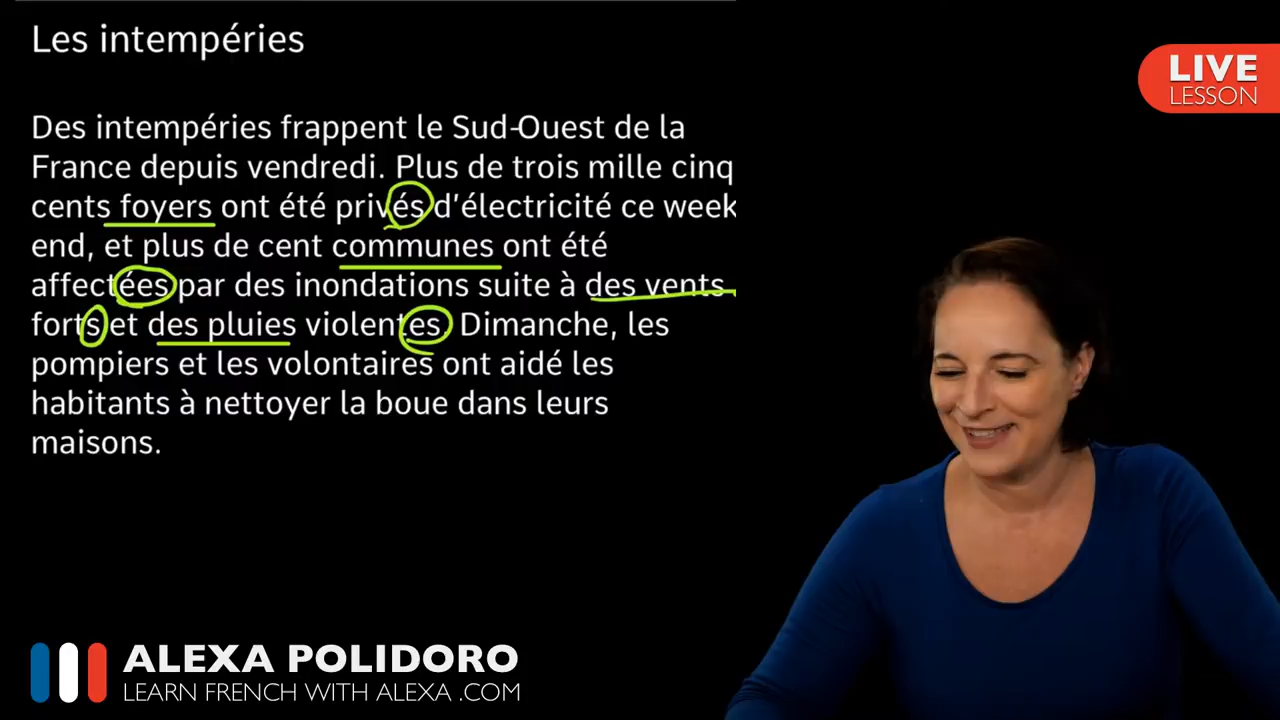 Les intempéries
Des intempéries frappent le Sud-Ouest de la
France depuis vendredi. Plus de trois mille cinq
cents foyers ont été privés d'électricité ce week
end, et plus de cent communes ont été
affectées par des inondations suite à des vents
forts et des pluies violentes. Dimanche, les
pompiers et les volontaires ont aidé les
habitants à nettoyer la boue dans leurs
maisons.
LIVE
LESSON
ALEXA POLIDORO
LEARN FRENCH WITH ALEXA .COM